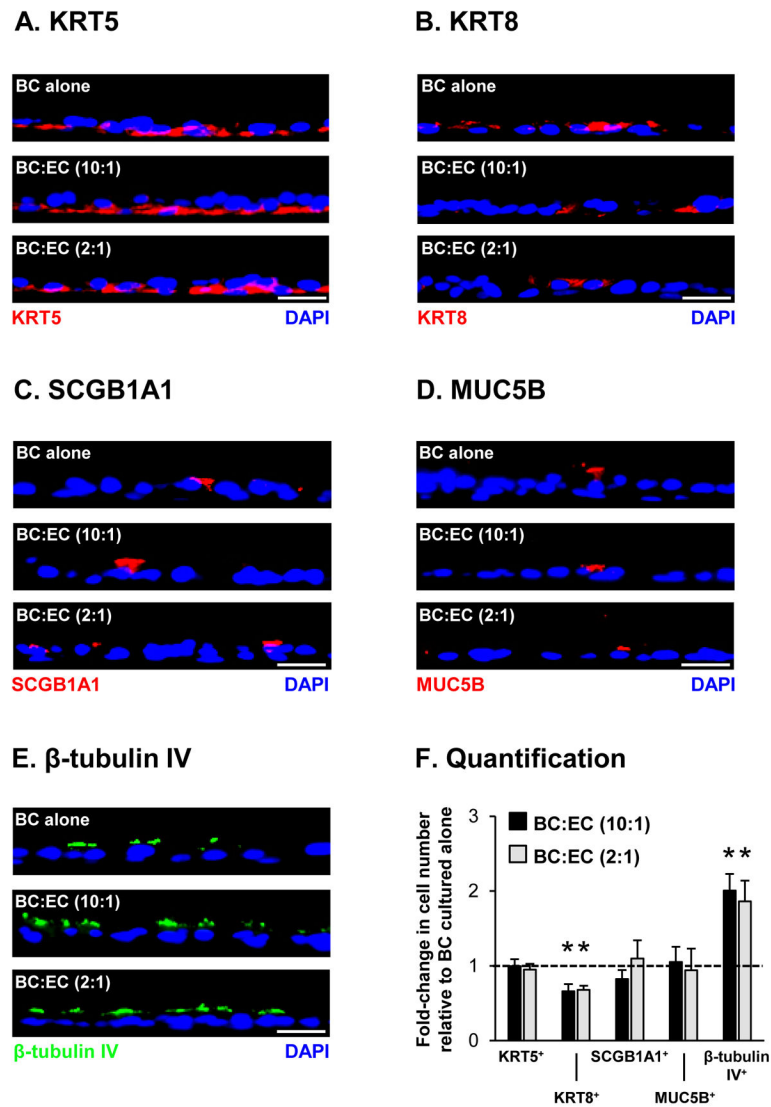 A. KRT5
BC alone
BC:EC (10:1)
BC:EC (2:1)
KRT5 DAPI
B. KRT8
BC alone
BC:EC (10:1)
BC:EC (2:1)
KRT8 DAPI
C. SCGB1A1
BC alone
BC:EC (10:1)
BC:EC (2:1)
SCGB1A1 DAPI
D. MUC5B
BC alone
BC:EC (10:1)
BC:EC (2:1)
MUC5B DAPI
E. β-tubulin IV
BC alone
BC:EC (10:1)
BC:EC (2:1)
β-tubulin IV DAPI
F. Quantification
Fold-change in cell number
relative to BC cultured alone
3
2
1
0
BC:EC (10:1)
BC:EC (2:1)
* *
* *
KRT5⁺
KRT8⁺
SCGB1A1⁺
MUC5B⁺
β-tubulin
IV⁺